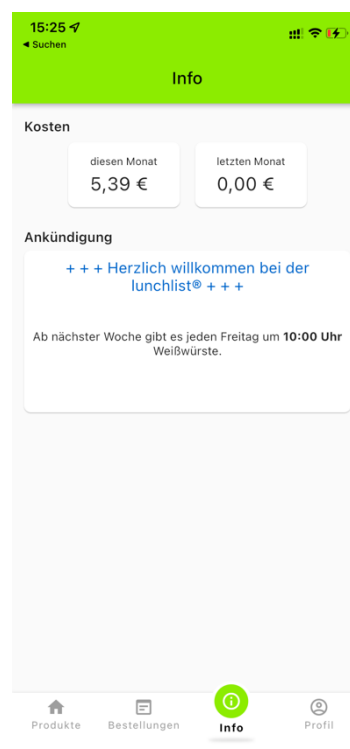 15:25
◄ Suchen
Info
Kosten
diesen Monat
5,39 €
letzten Monat
0,00 €
Ankündigung
+ + + Herzlich willkommen bei der
lunchlist® + + +
Ab nächster Woche gibt es jeden Freitag um 10:00 Uhr
Weißwürste.
Produkte
Bestellungen
Info
Profil